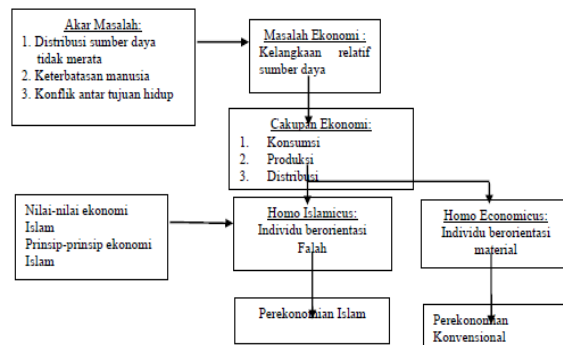 Akar Masalah:
1. Distribusi sumber daya
tidak merata
2. Keterbatasan manusia
3. Konflik antar tujuan hidup
Masalah Ekonomi :
Kelangkaan relatif
sumber daya
Cakupan Ekonomi:
1. Konsumsi
2. Produksi
3. Distribusi
Nilai-nilai ekonomi
Islam
Prinsip-prinsip ekonomi
Islam
Homo Islamicus:
Individu berorientasi
Falah
Homo Economicus:
Individu berorientasi
material
Perekonomian Islam
Perekonomian
Konvensional